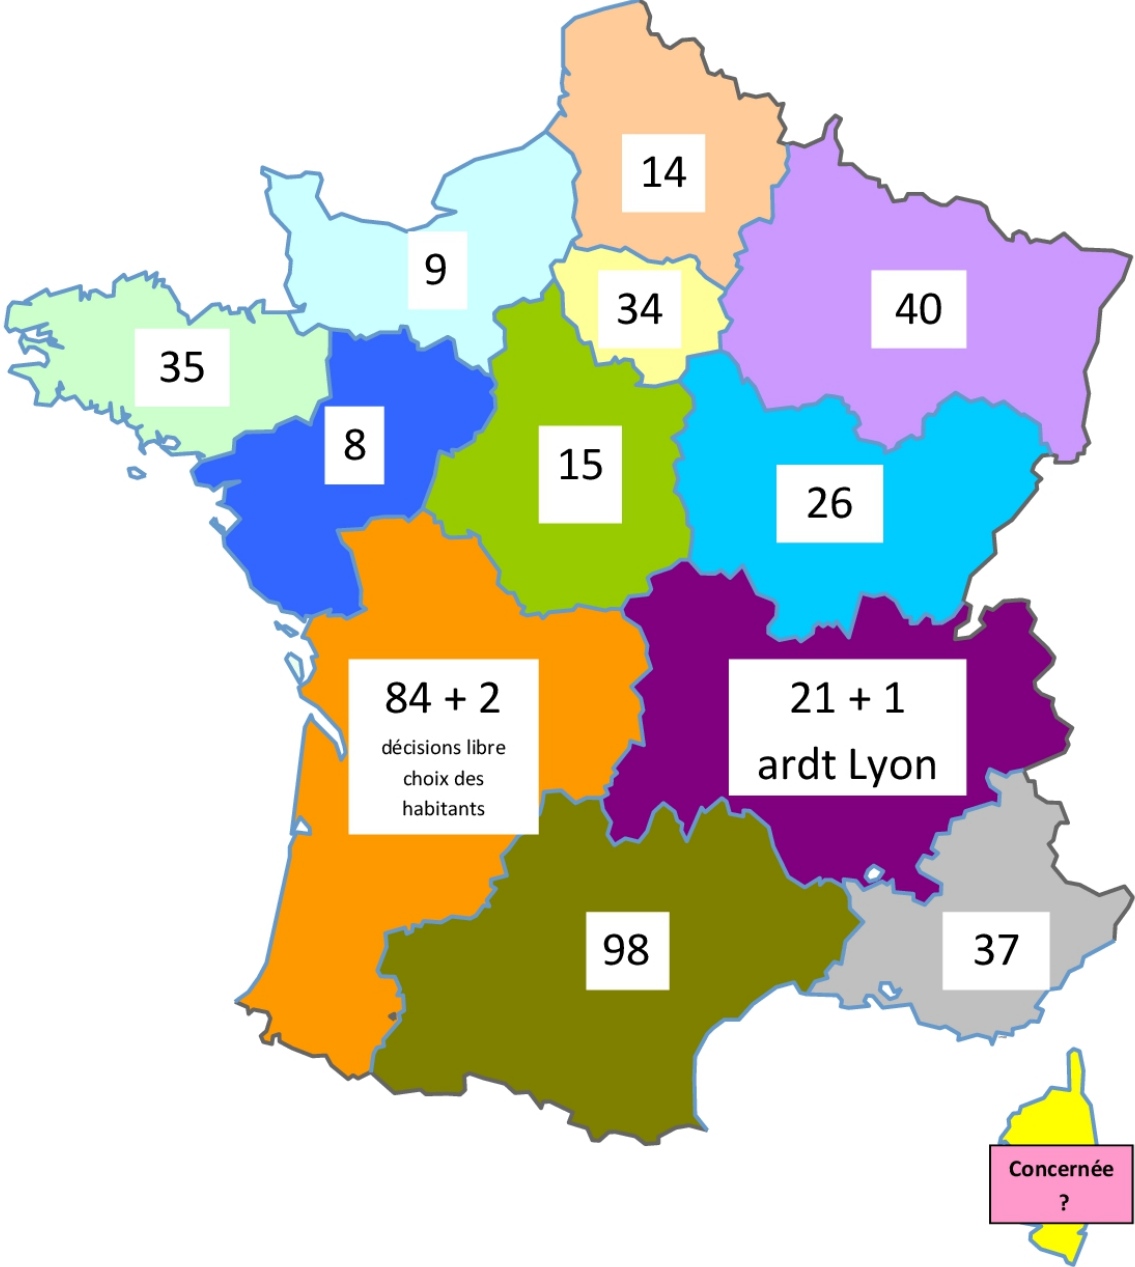 14
9
34
40
35
8
15
26
84 + 2
décisions libre
choix des
habitants
21 + 1
ardt Lyon
98
37
Concernée
?